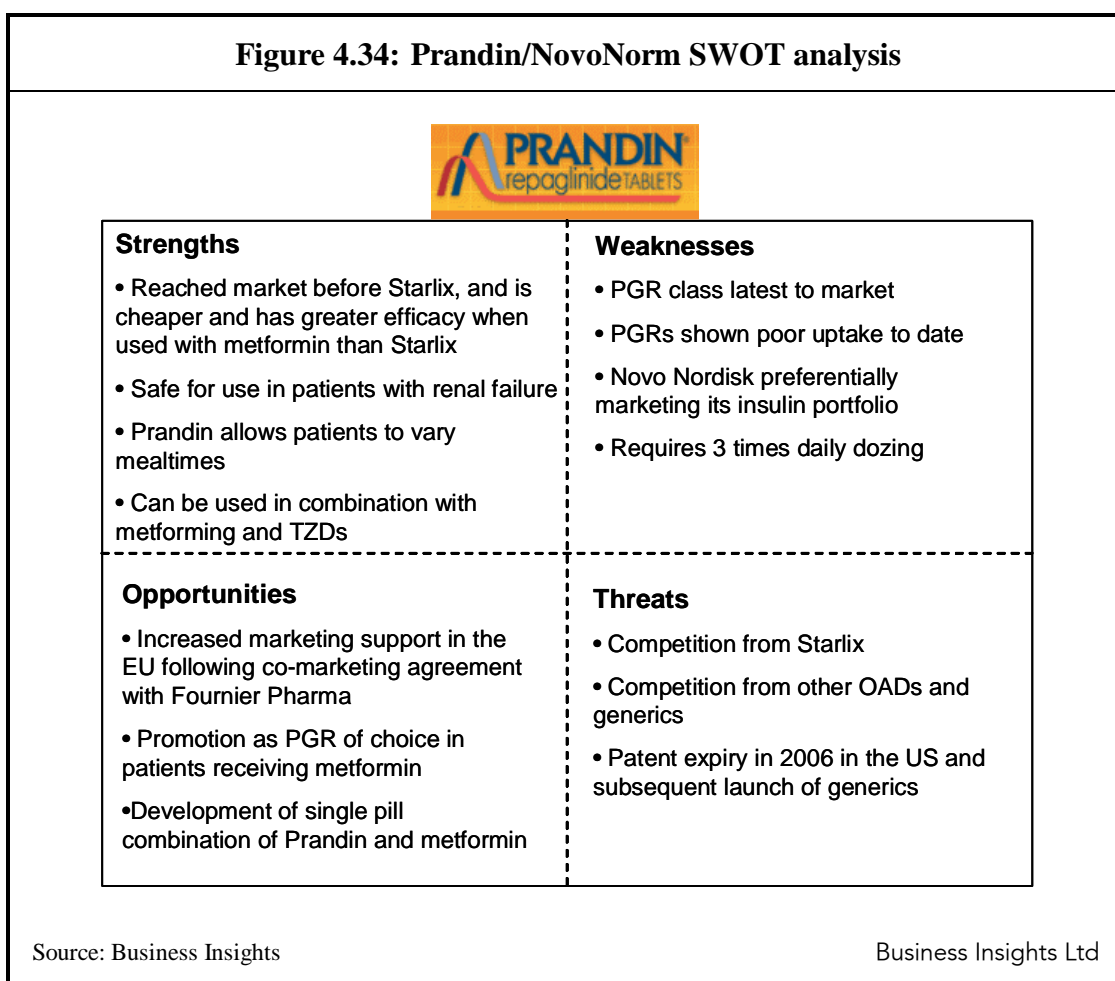 Figure 4.34: Prandin/NovoNorm SWOT analysis
PRANDIN®
repaglinide TABLETS
Strengths
• Reached market before Starlix, and is
cheaper and has greater efficacy when
used with metformin than Starlix
• Safe for use in patients with renal failure
• Prandin allows patients to vary
mealtimes
• Can be used in combination with
metforming and TZDs
Weaknesses
• PGR class latest to market
• PGRs shown poor uptake to date
• Novo Nordisk preferentially
marketing its insulin portfolio
• Requires 3 times daily dozing
Opportunities
• Increased marketing support in the
EU following co-marketing agreement
with Fournier Pharma
• Promotion as PGR of choice in
patients receiving metformin
•Development of single pill
combination of Prandin and metformin
Threats
• Competition from Starlix
• Competition from other OADs and
generics
• Patent expiry in 2006 in the US and
subsequent launch of generics
Source: Business Insights
Business Insights Ltd